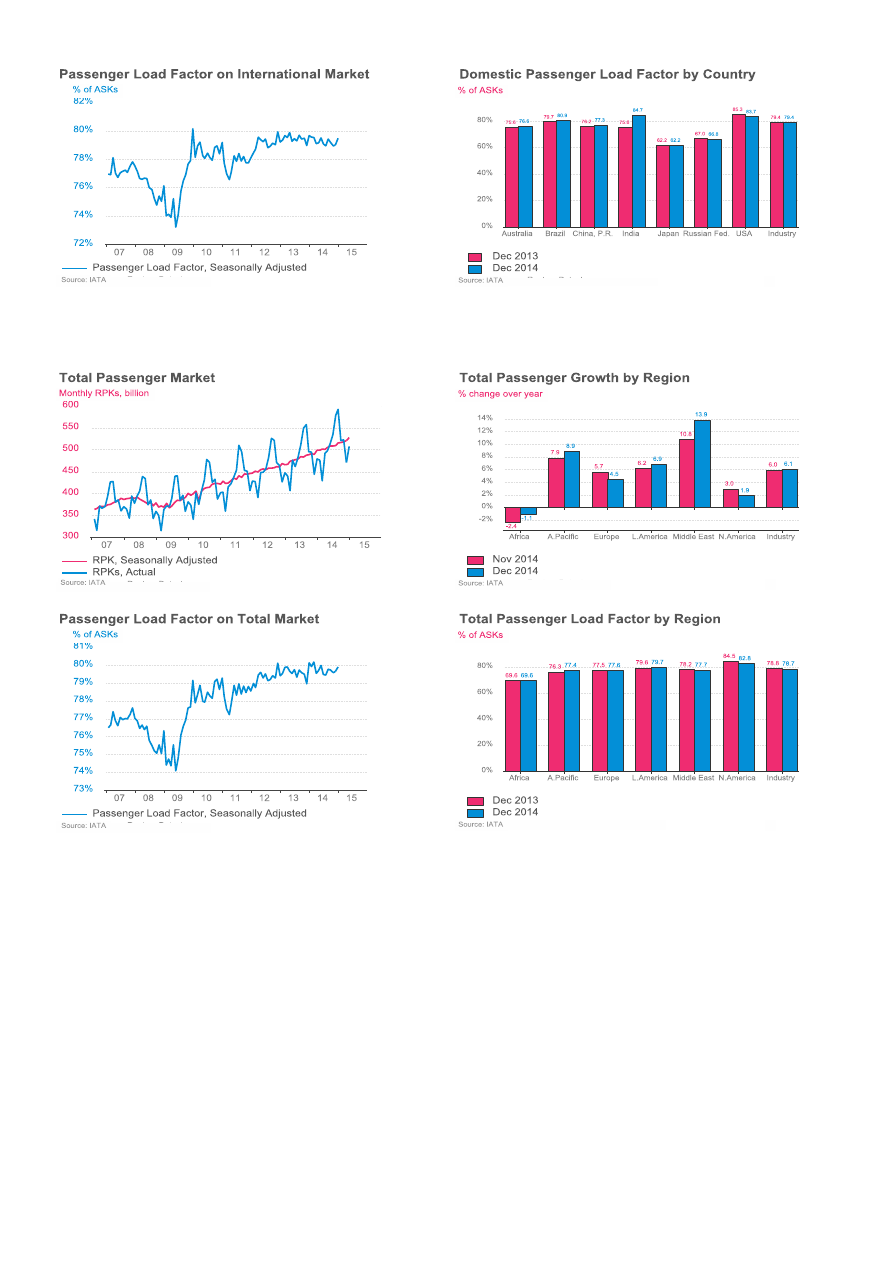 Passenger Load Factor on International Market
% of ASKs
82%
80%
78%
76%
74%
72%
07 08 09 10 11 12 13 14 15
Passenger Load Factor, Seasonally Adjusted
Source: IATA
Domestic Passenger Load Factor by Country
% of ASKs
80%
60%
40%
20%
0%
75.6 76.6 79.7 80.9 76.2 77.3 75.9 84.7 62.2 62.2 67.0 66.8 85.3 83.7 79.4 79.4
Australia Brazil China, P.R. India Japan Russian Fed. USA Industry
Dec 2013
Dec 2014
Source: IATA
Total Passenger Market
Monthly RPKs, billion
600
550
500
450
400
350
300
07 08 09 10 11 12 13 14 15
RPK, Seasonally Adjusted
RPKs, Actual
Source: IATA
Total Passenger Growth by Region
% change over year
14%
12%
10%
8%
6%
4%
2%
0%
-2%
-2.4 -1.1 7.9 8.9 5.7 4.5 6.2 6.9 10.8 13.9 3.0 1.9 6.0 6.1
Africa A.Pacific Europe L.America Middle East N.America Industry
Nov 2014
Dec 2014
Source: IATA
Passenger Load Factor on Total Market
% of ASKs
81%
80%
79%
78%
77%
76%
75%
74%
73%
07 08 09 10 11 12 13 14 15
Passenger Load Factor, Seasonally Adjusted
Source: IATA
Total Passenger Load Factor by Region
% of ASKs
80%
60%
40%
20%
0%
69.6 69.6 76.3 77.4 77.5 77.6 79.6 79.7 78.2 77.7 84.5 82.8 78.8 78.7
Africa A.Pacific Europe L.America Middle East N.America Industry
Dec 2013
Dec 2014
Source: IATA